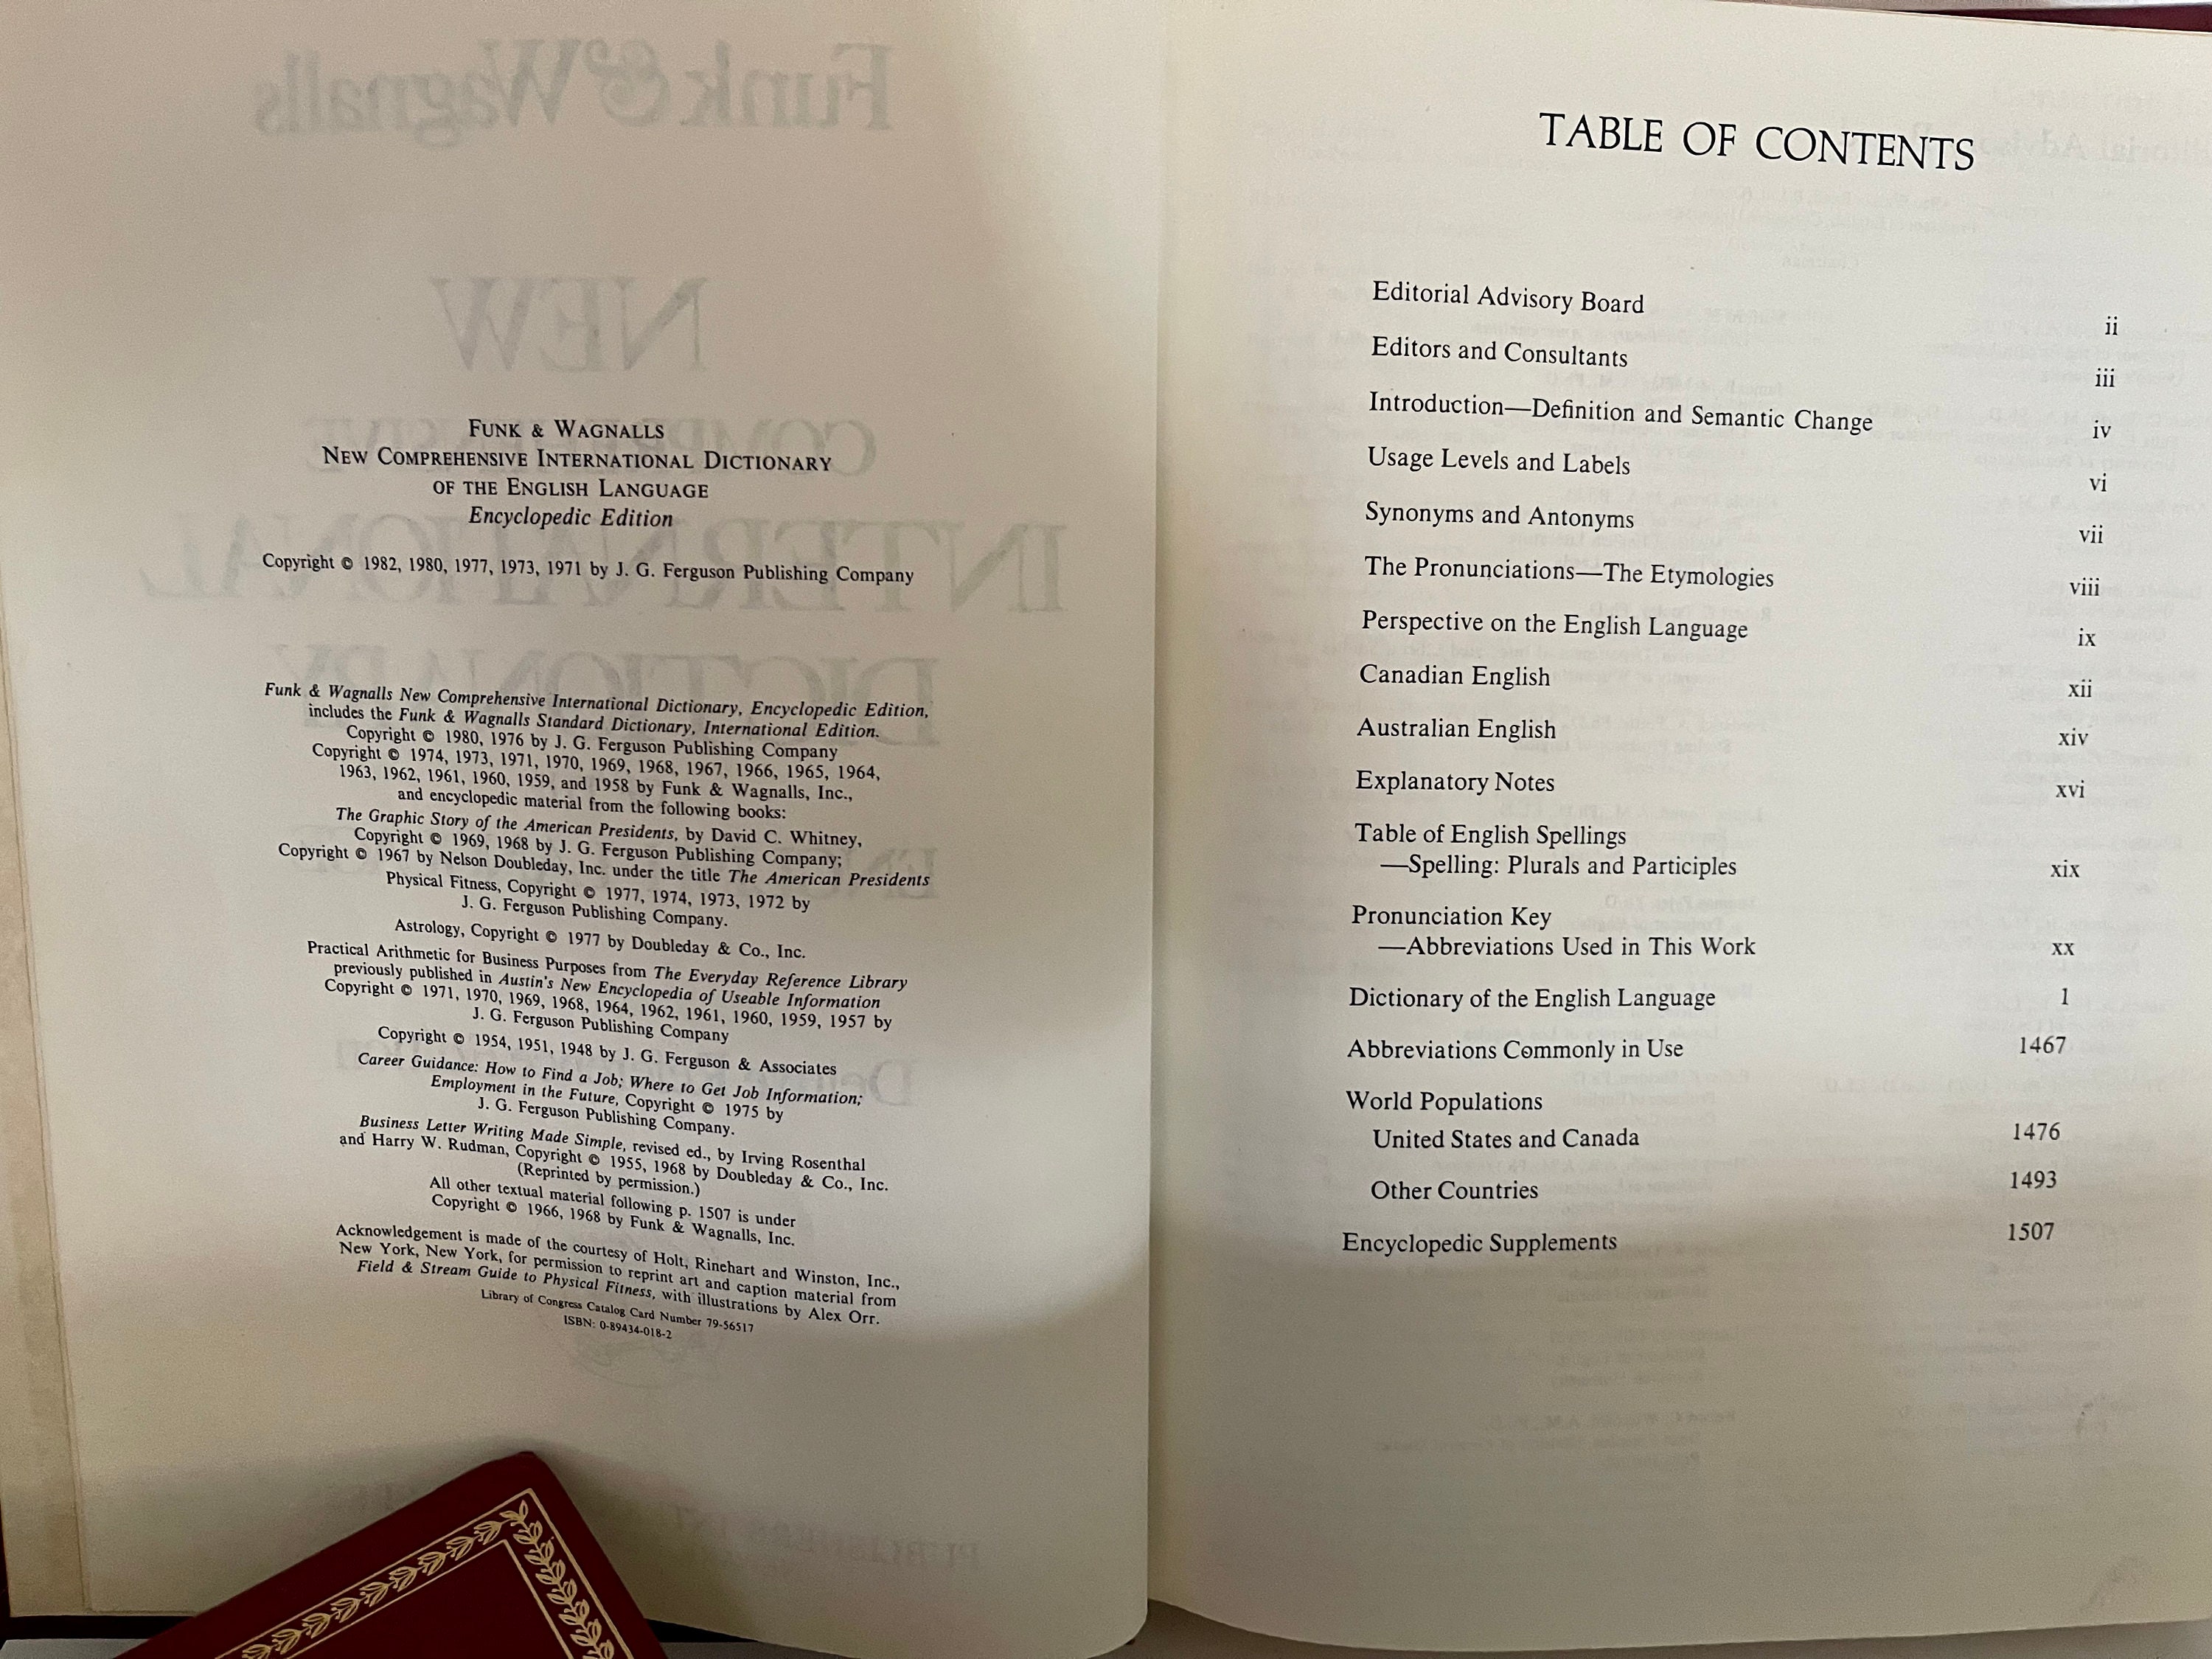 FUNK & WAGNALLS
NEW COMPREHENSIVE INTERNATIONAL DICTIONARY
OF THE ENGLISH LANGUAGE
Encyclopedic Edition
Copyright © 1982, 1980, 1977, 1973, 1971 by J. G. Ferguson Publishing Company
Funk & Wagnalls New Comprehensive International Dictionary, Encyclopedic Edition,
includes the Funk & Wagnalls Standard Dictionary, International Edition.
Copyright © 1980, 1976 by J. G. Ferguson Publishing Company
Copyright © 1974, 1973, 1971, 1970, 1969, 1968, 1967, 1966, 1965, 1964,
1963, 1962, 1961, 1960, 1959, and 1958 by Funk & Wagnalls, Inc.,
and encyclopedic material from the following books:
The Graphic Story of the American Presidents, by David C. Whitney,
Copyright © 1969, 1968 by J. G. Ferguson Publishing Company;
Copyright © 1967 by Nelson Doubleday, Inc. under the title The American Presidents
Physical Fitness, Copyright © 1977, 1974, 1973, 1972 by
J. G. Ferguson Publishing Company.
Astrology, Copyright © 1977 by Doubleday & Co., Inc.
Practical Arithmetic for Business Purposes from The Everyday Reference Library
previously published in Austin's New Encyclopedia of Useable Information
Copyright © 1971, 1970, 1969, 1968, 1964, 1962, 1961, 1960, 1959, 1957 by
J. G. Ferguson Publishing Company
Copyright © 1954, 1951, 1948 by J. G. Ferguson & Associates
Career Guidance: How to Find a Job; Where to Get Job Information;
Employment in the Future, Copyright © 1975 by
J. G. Ferguson Publishing Company.
Business Letter Writing Made Simple, revised ed., by Irving Rosenthal
and Harry W. Rudman, Copyright © 1955, 1968 by Doubleday & Co., Inc.
(Reprinted by permission.)
All other textual material following p. 1507 is under
Copyright © 1966, 1968 by Funk & Wagnalls, Inc.
Acknowledgement is made of the courtesy of Holt, Rinehart and Winston, Inc.,
New York, New York, for permission to reprint art and caption material from
Field & Stream Guide to Physical Fitness, with illustrations by Alex Orr.
Library of Congress Catalog Card Number 79-56517
ISBN: 0-89434-018-2
TABLE OF CONTENTS
Editorial Advisory Board ii
Editors and Consultants iii
Introduction—Definition and Semantic Change iv
Usage Levels and Labels vi
Synonyms and Antonyms vii
The Pronunciations—The Etymologies viii
Perspective on the English Language ix
Canadian English xii
Australian English xiv
Explanatory Notes xvi
Table of English Spellings
—Spelling: Plurals and Participles xix
Pronunciation Key
—Abbreviations Used in This Work xx
Dictionary of the English Language 1
Abbreviations Commonly in Use 1467
World Populations
United States and Canada 1476
Other Countries 1493
Encyclopedic Supplements 1507